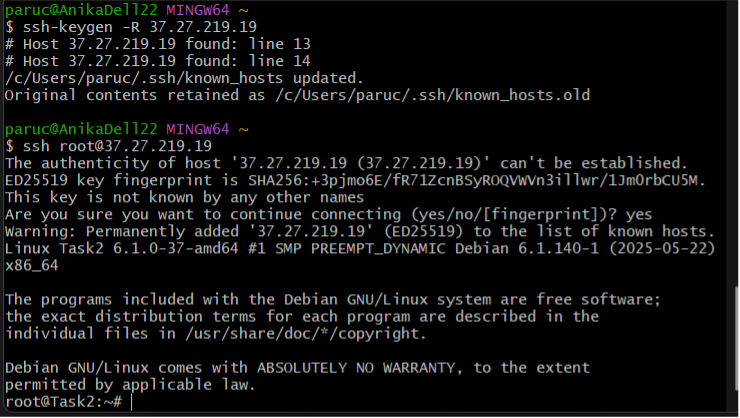 paruc@AnikaDell22 MINGW64 ~
$ ssh-keygen -R 37.27.219.19
# Host 37.27.219.19 found: line 13
# Host 37.27.219.19 found: line 14
/c/Users/paruc/.ssh/known_hosts updated.
Original contents retained as /c/Users/paruc/.ssh/known_hosts.old
paruc@AnikaDell22 MINGW64 ~
$ ssh root@37.27.219.19
The authenticity of host '37.27.219.19 (37.27.219.19)' can't be established.
ED25519 key fingerprint is SHA256:+3pjmo6E/fR71ZcnBSyROQVWVn3illwr/1JmOrbCU5M.
This key is not known by any other names
Are you sure you want to continue connecting (yes/no/[fingerprint])? yes
Warning: Permanently added '37.27.219.19' (ED25519) to the list of known hosts.
Linux Task2 6.1.0-37-amd64 #1 SMP PREEMPT_DYNAMIC Debian 6.1.140-1 (2025-05-22)
x86_64
The programs included with the Debian GNU/Linux system are free software;
the exact distribution terms for each program are described in the
individual files in /usr/share/doc/*/copyright.
Debian GNU/Linux comes with ABSOLUTELY NO WARRANTY, to the extent
permitted by applicable law.
root@Task2:~#